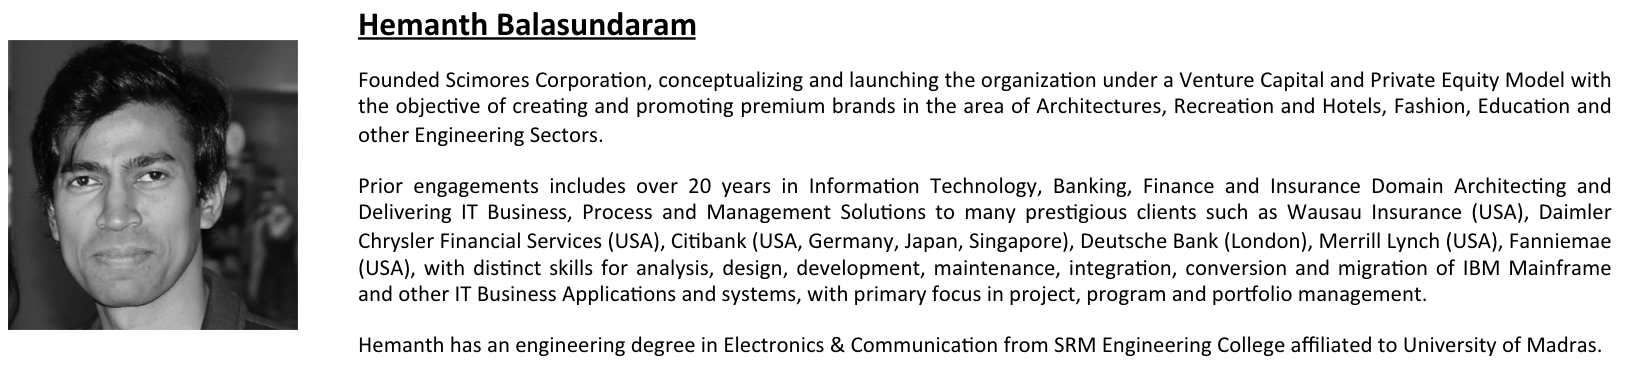 Hemanth Balasundaram
Founded Scimores Corporation, conceptualizing and launching the organization under a Venture Capital and Private Equity Model with
the objective of creating and promoting premium brands in the area of Architectures, Recreation and Hotels, Fashion, Education and
other Engineering Sectors.
Prior engagements includes over 20 years in Information Technology, Banking, Finance and Insurance Domain Architecting and
Delivering IT Business, Process and Management Solutions to many prestigious clients such as Wausau Insurance (USA), Daimler
Chrysler Financial Services (USA), Citibank (USA, Germany, Japan, Singapore), Deutsche Bank (London), Merrill Lynch (USA), Fanniemae
(USA), with distinct skills for analysis, design, development, maintenance, integration, conversion and migration of IBM Mainframe
and other IT Business Applications and systems, with primary focus in project, program and portfolio management.
Hemanth has an engineering degree in Electronics & Communication from SRM Engineering College affiliated to University of Madras.